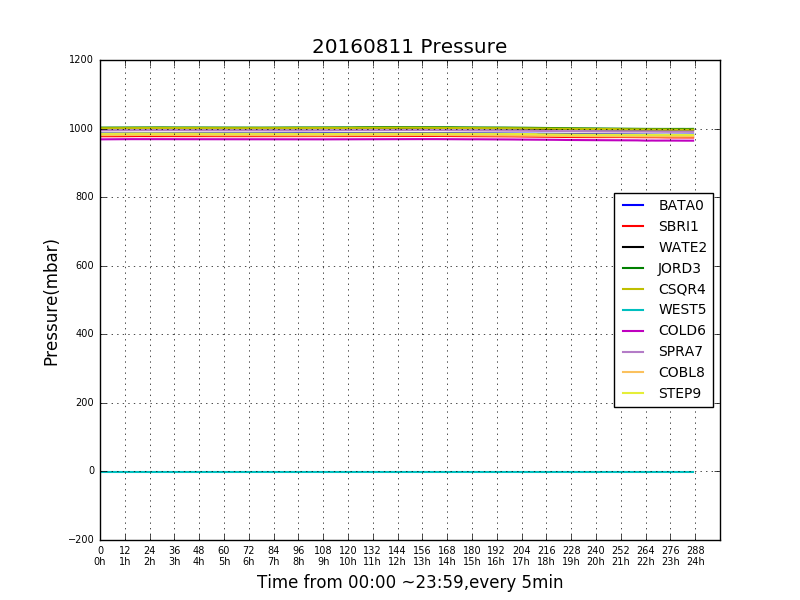 20160811 Pressure
Pressure(mbar)
1200
1000
800
600
400
200
0
−200
BATA0
SBRI1
WATE2
JORD3
CSQR4
WEST5
COLD6
SPRA7
COBL8
STEP9
0 12 24 36 48 60 72 84 96 108 120 132 144 156 168 180 192 204 216 228 240 252 264 276 288
0h 1h 2h 3h 4h 5h 6h 7h 8h 9h 10h 11h 12h 13h 14h 15h 16h 17h 18h 19h 20h 21h 22h 23h 24h
Time from 00:00 ~23:59,every 5min